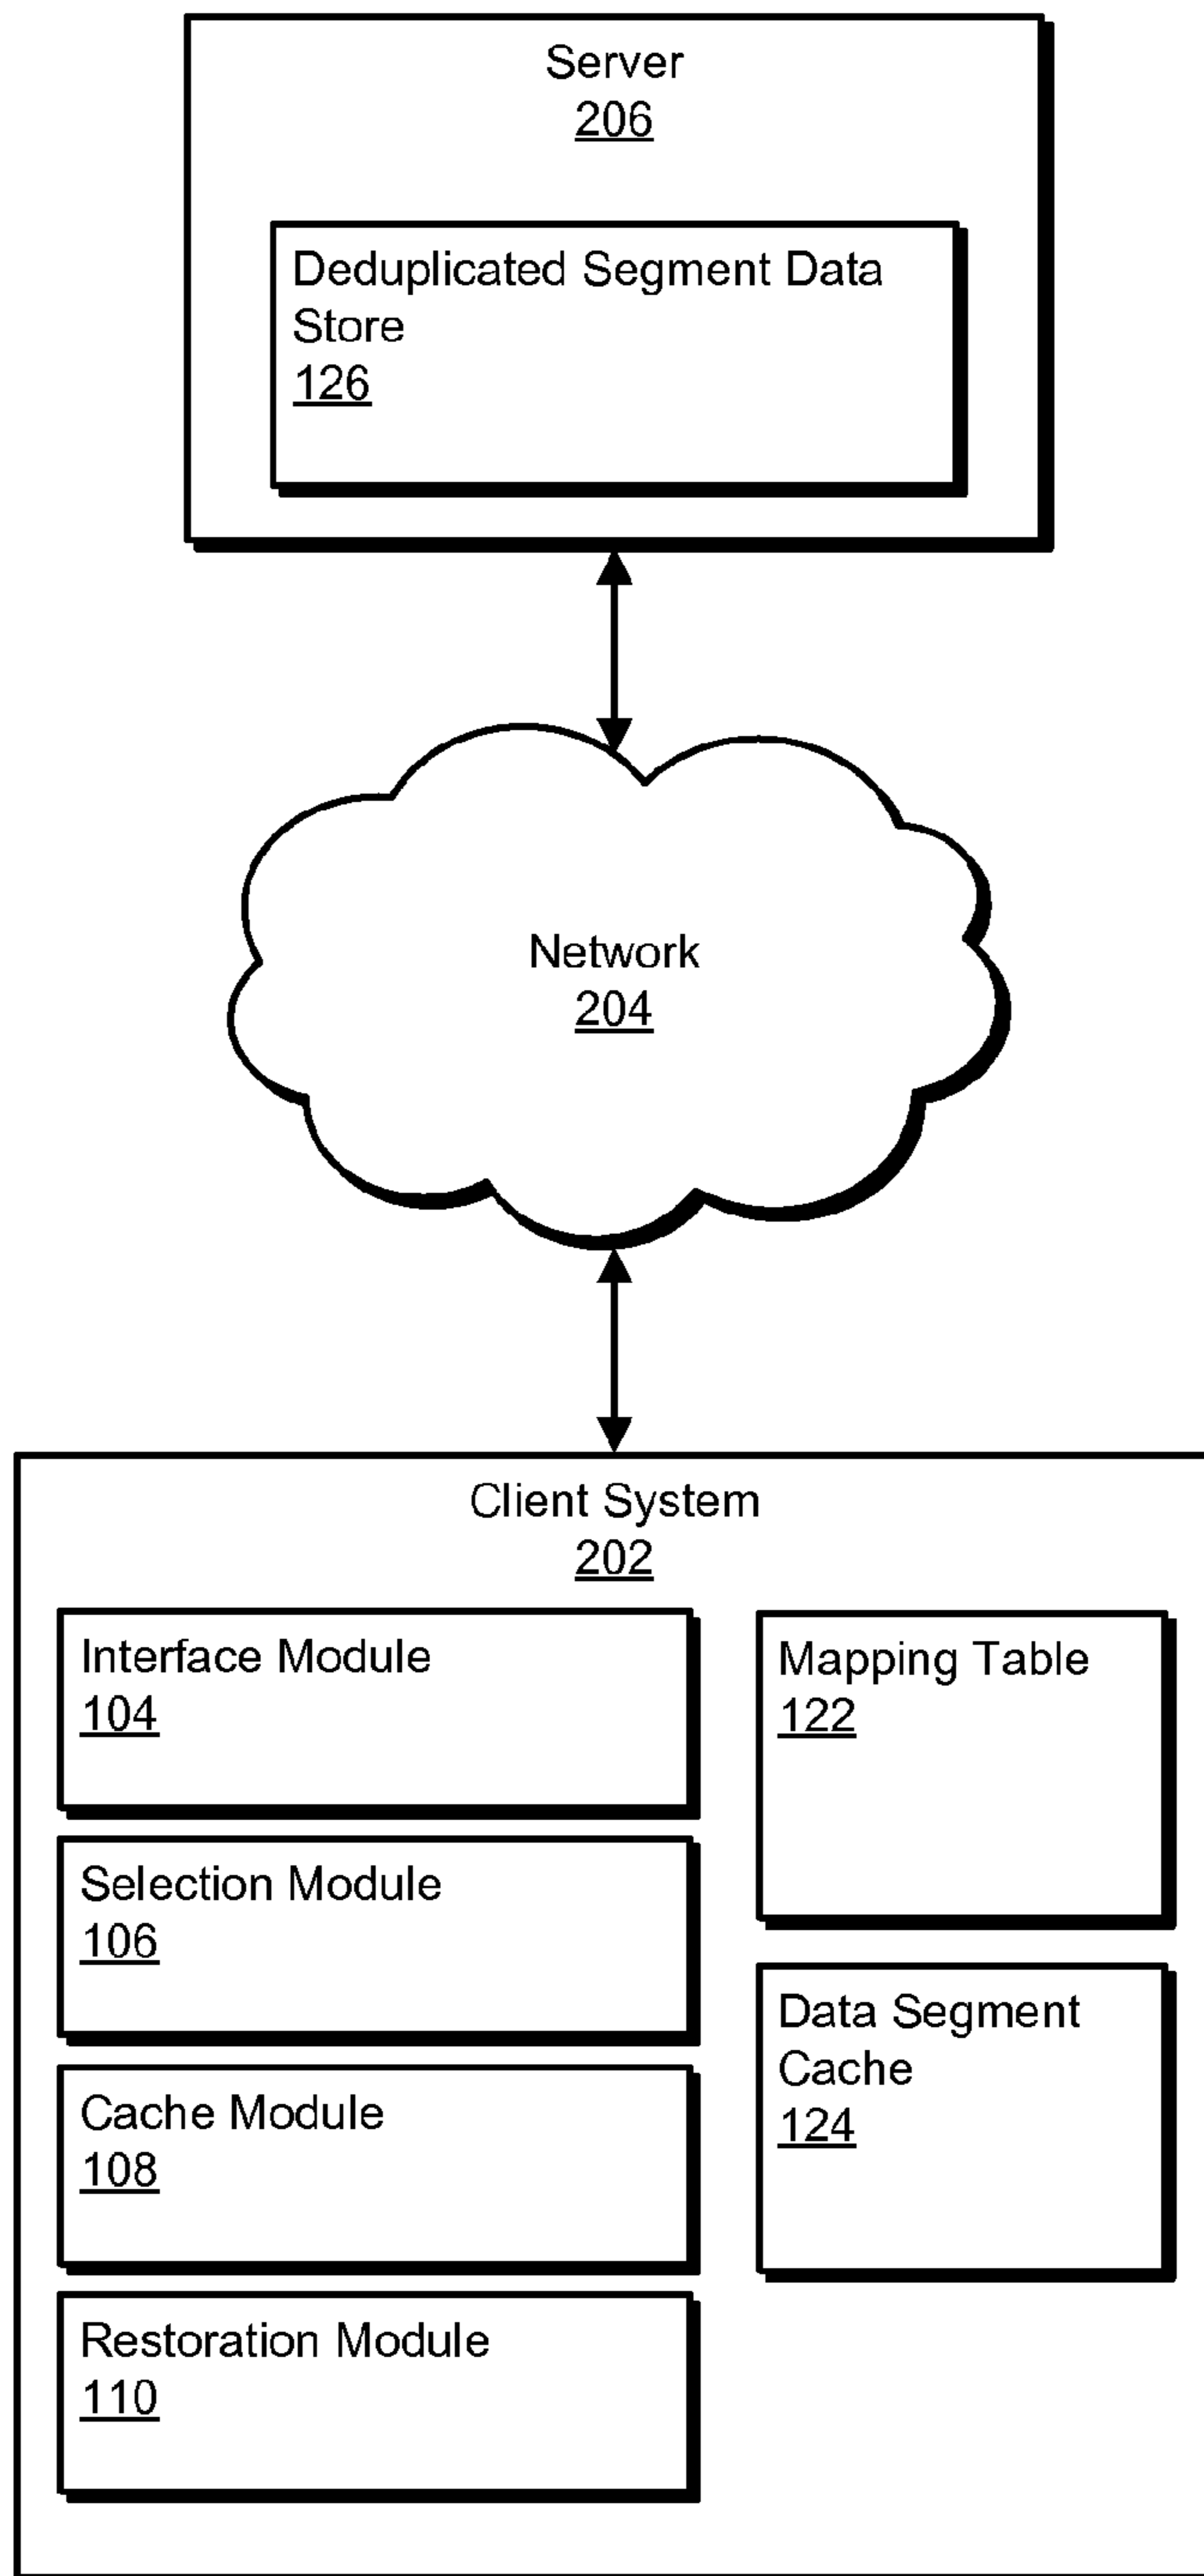 Server
206
Deduplicated Segment Data
Store
126
Network
204
Client System
202
Interface Module
104
Selection Module
106
Cache Module
108
Restoration Module
110
Mapping Table
122
Data Segment
Cache
124